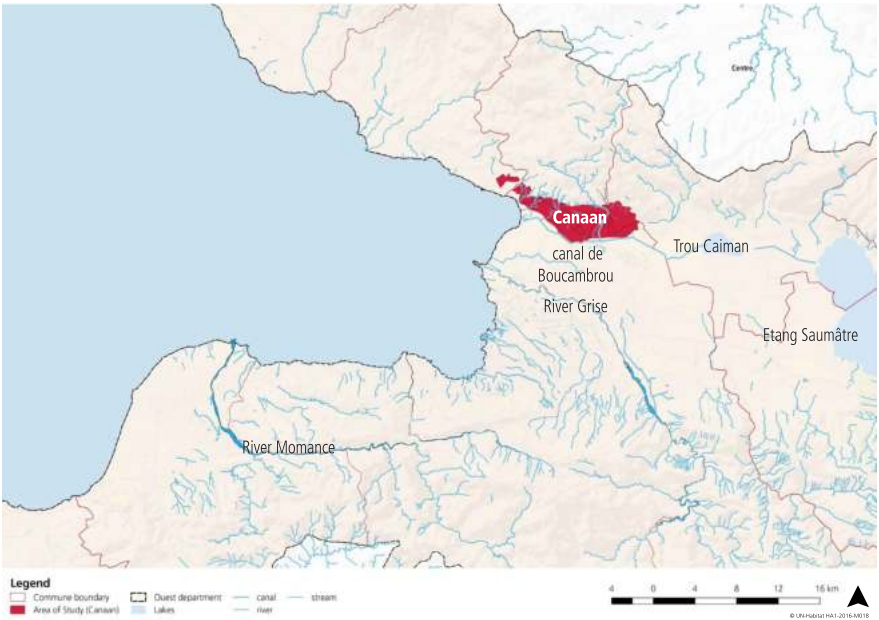 Centre
Canaan
Trou Caiman
canal de
Boucambrou
River Grise
Etang Saumâtre
River Momance
Legend
Commune boundary
Ouest department
canal
stream
Area of Study (Canaan)
Lakes
river
4 0 4 8 12 16 km
© UN-Habitat HA1-2016-M018